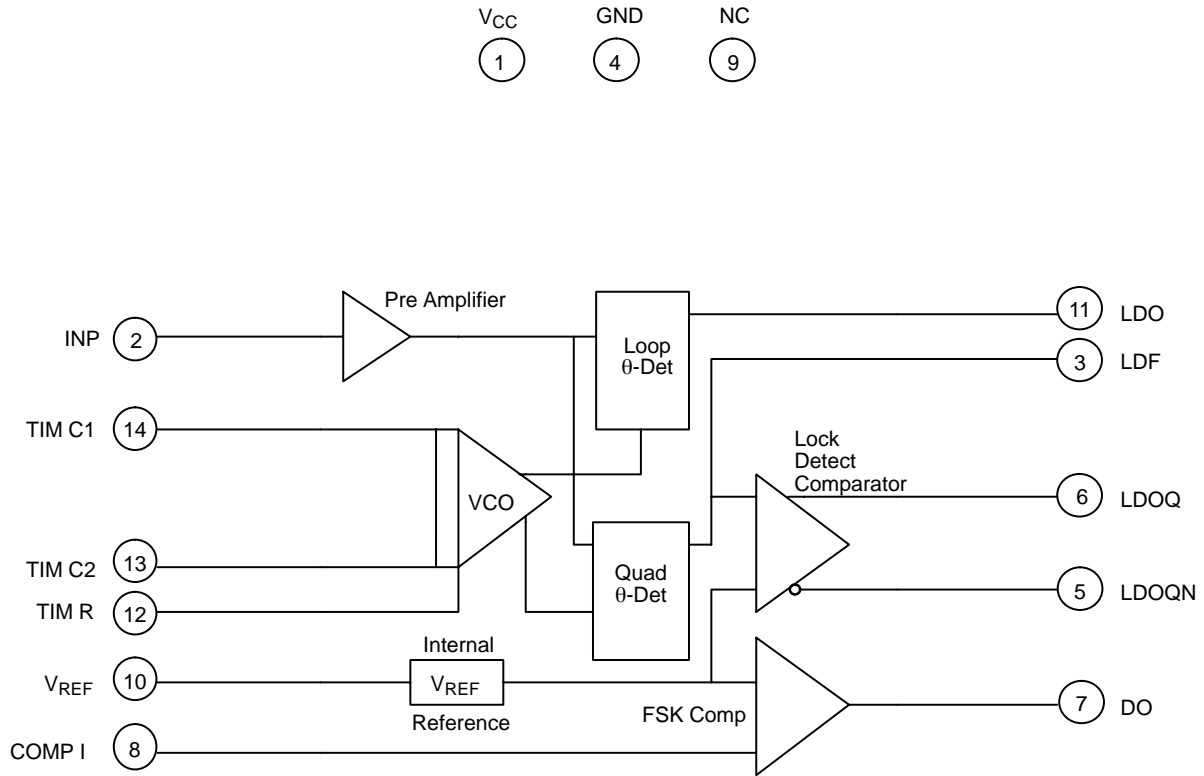 VCC GND NC
1 4 9
Pre Amplifier
INP 2
Loop
θ-Det
11 LDO
3 LDF
TIM C1 14
Lock
Detect
Comparator
VCO
6 LDOQ
TIM C2 13
TIM R 12
Quad
θ-Det
5 LDOQN
Internal
VREF 10
VREF
Reference
FSK Comp
7 DO
COMP I 8